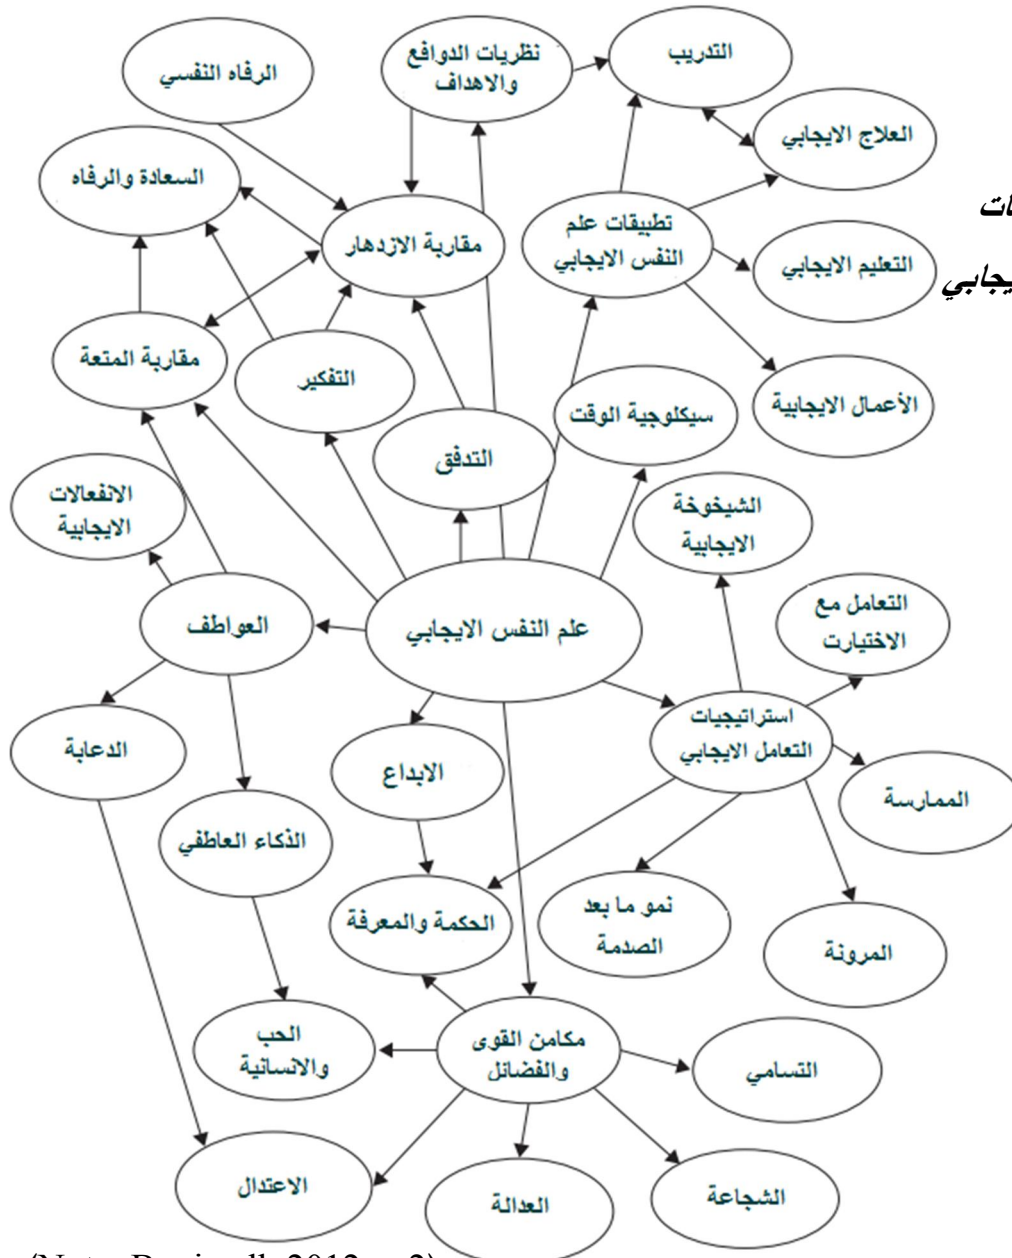 نظريات الدوافع
والاهداف
التدريب
الرفاه النفسي
العلاج الايجابي
السعادة والرفاه
تطبيقات علم
النفس الايجابي
مقاربة الازدهار
التعليم الايجابي
مقاربة المتعة
التفكير
سيكلوجية الوقت
الأعمال الايجابية
التدفق
الانفعالات
الايجابية
الشيخوخة
الايجابية
التعامل مع
الاختيارت
العواطف
علم النفس الايجابي
استراتيجيات
التعامل الايجابي
الدعابة
الابداع
الممارسة
الذكاء العاطفي
الحكمة والمعرفة
نمو ما بعد
الصدمة
المرونة
الحب
والانسانية
مكامن القوى
والفضائل
التسامي
الاعتدال
العدالة
الشجاعة